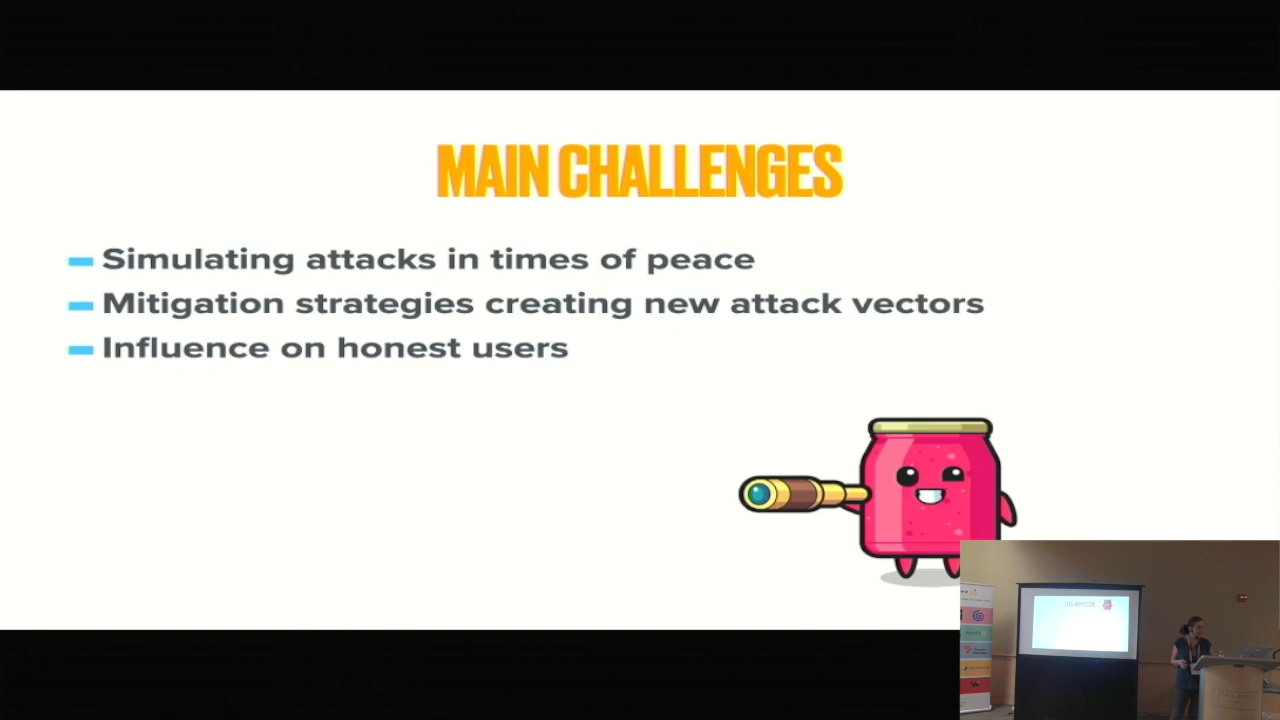 MAIN CHALLENGES
Simulating attacks in times of peace
Mitigation strategies creating new attack vectors
Influence on honest users